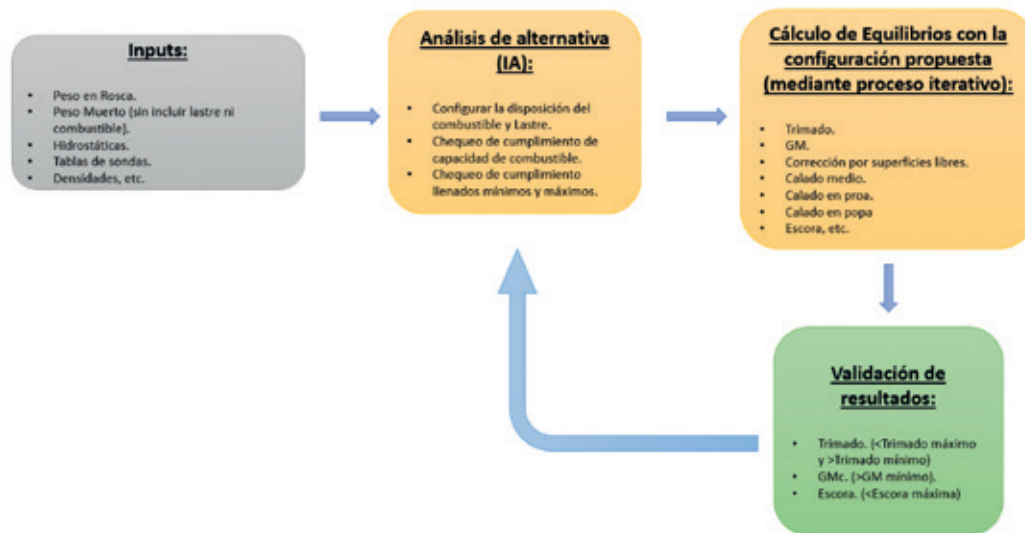 Inputs:
• Peso en Rosca.
• Peso Muerto (sin incluir lastre ni
combustible).
• Hidrostáticas.
• Tablas de sondas.
• Densidades, etc.
Análisis de alternativa
(IA):
• Configurar la disposición del
combustible y Lastre.
• Chequeo de cumplimiento de
capacidad de combustible.
• Chequeo de cumplimiento
llenados mínimos y máximos.
Cálculo de Equilibrios con la
configuración propuesta
(mediante proceso iterativo):
• Trimado.
• GM.
• Corrección por superficies libres.
• Calado medio.
• Calado en proa.
• Calado en popa
• Escora, etc.
Validación de
resultados:
• Trimado. (<Trimado máximo
y >Trimado mínimo)
• GMc. (>GM mínimo).
• Escora. (<Escora máxima)